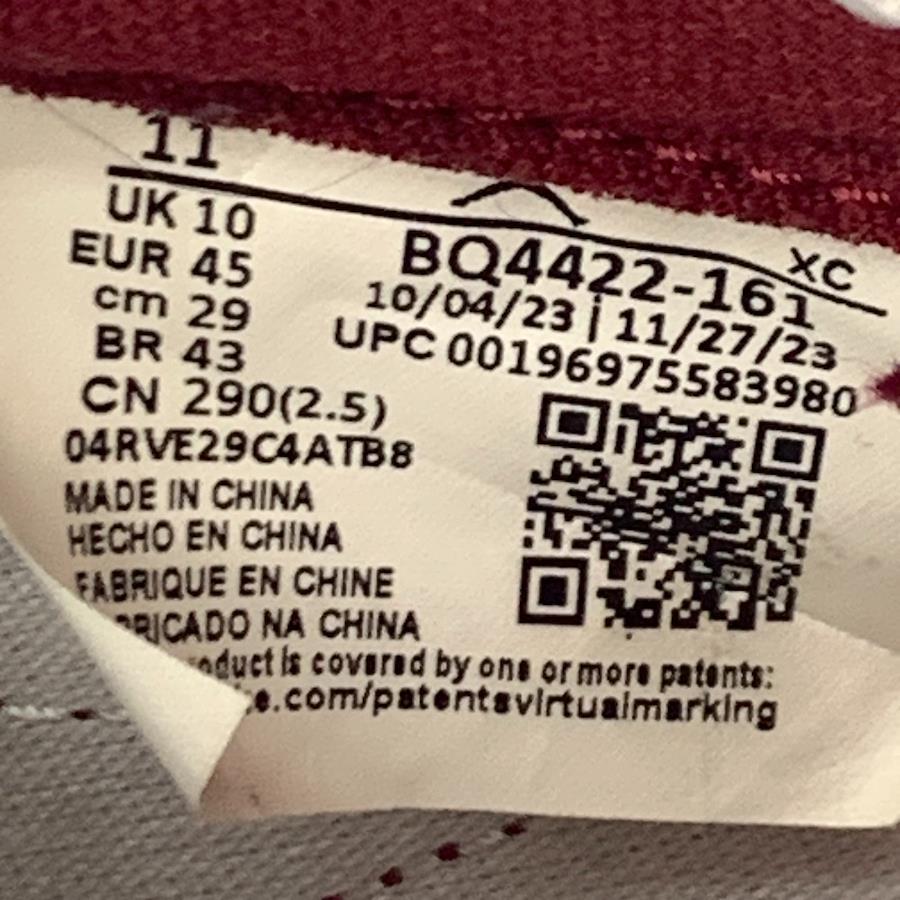 11
UK 10
EUR 45
cm 29
BR 43
CN 290(2.5)
04RVE29C4ATB8
MADE IN CHINA
HECHO EN CHINA
FABRIQUE EN CHINE
NA CHINA
XC
BQ4422-161
10/04/23 | 11/27/23
UPC 00196975583980
is covered by one or more patents:
.com/patentsvirtualmarking